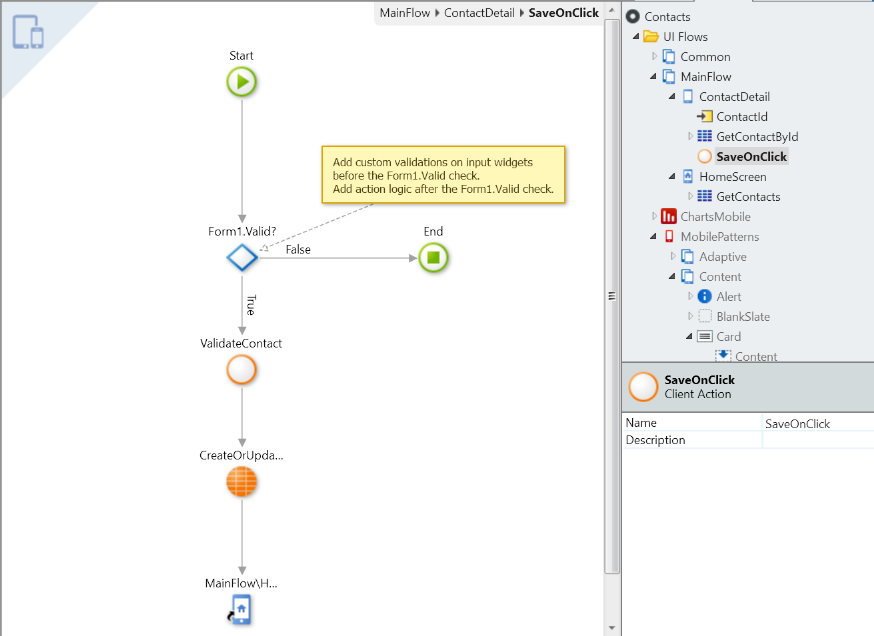 MainFlow ContactDetail SaveOnClick
Start
Add custom validations on input widgets
before the Form1.Valid check.
Add action logic after the Form1.Valid check.
Form1.Valid?
False
End
True
ValidateContact
CreateOrUpda...
MainFlow\H...
Contacts
UI Flows
Common
MainFlow
ContactDetail
ContactId
GetContactById
SaveOnClick
HomeScreen
GetContacts
ChartsMobile
MobilePatterns
Adaptive
Content
Alert
BlankSlate
Card
Content
SaveOnClick
Client Action
Name SaveOnClick
Description